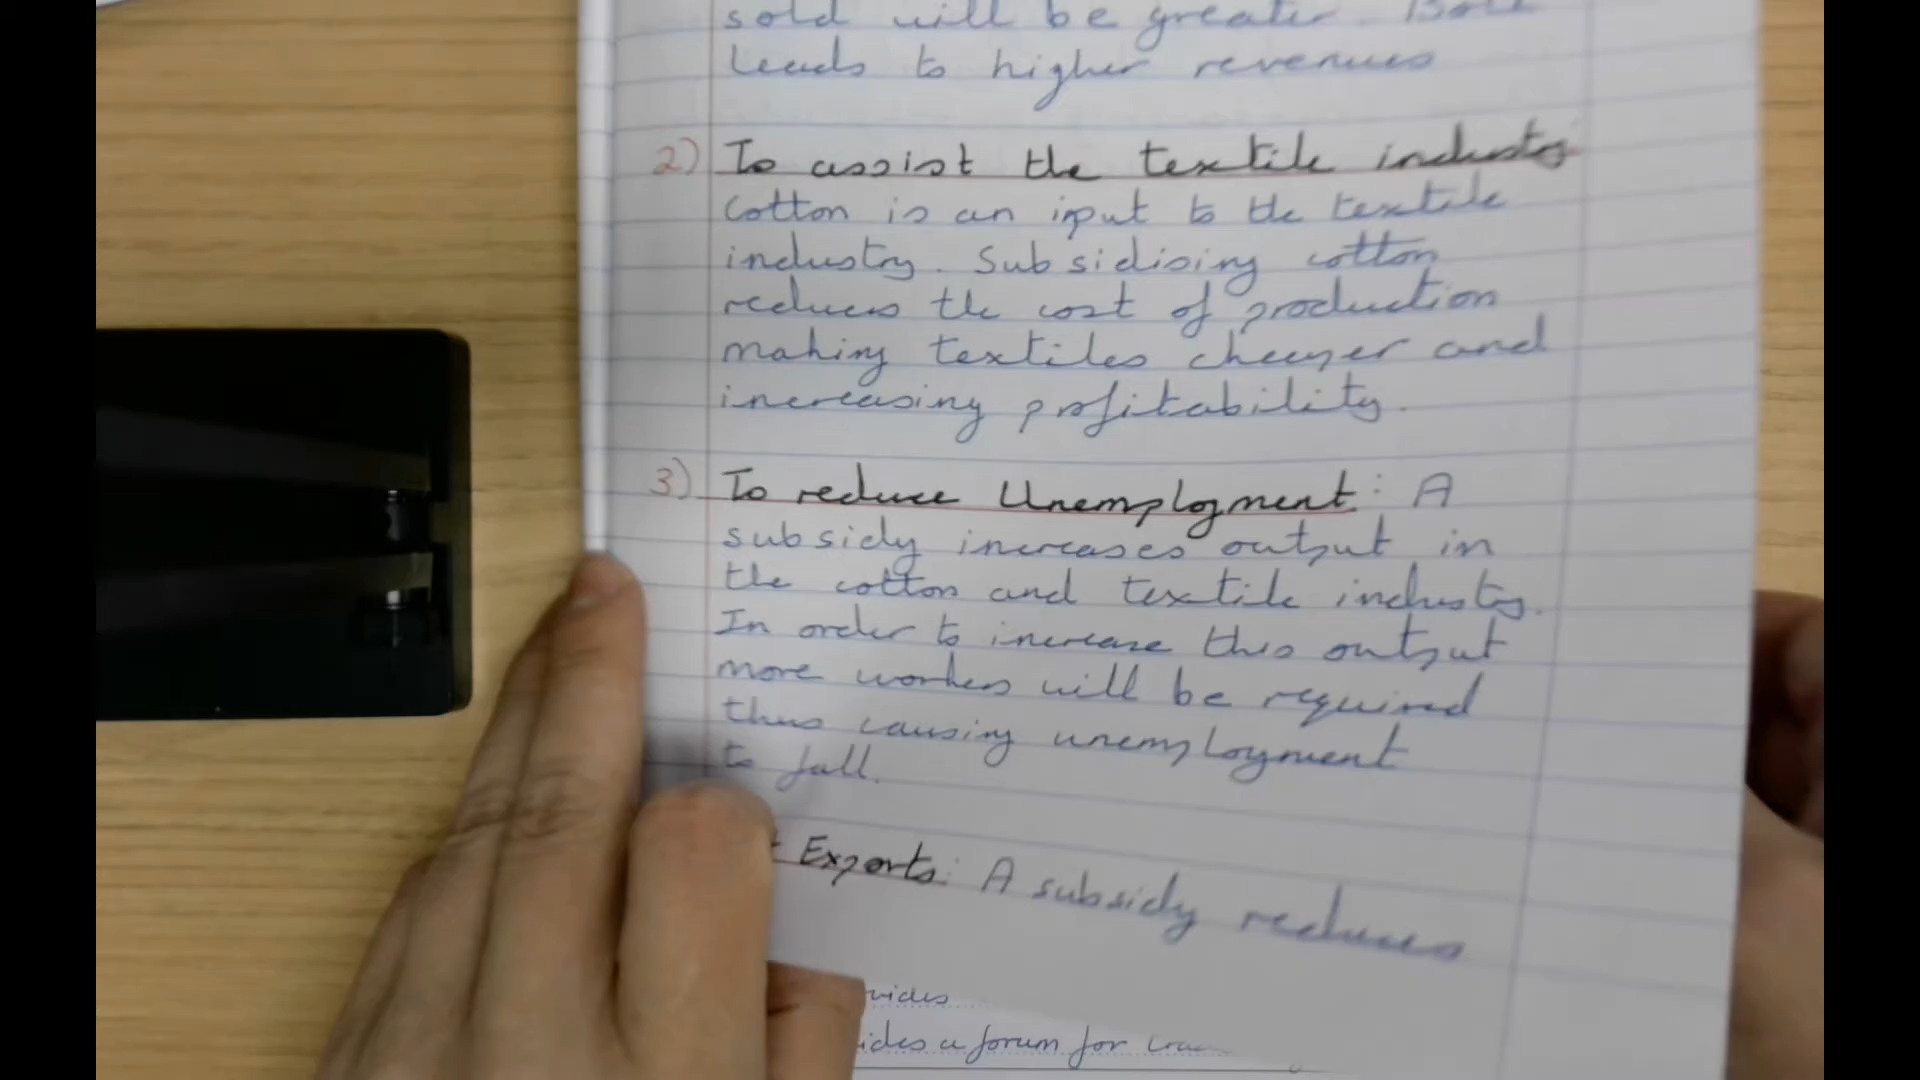 sold will be greater. Both
leads to higher revenues
2) To assist the textile industry
Cotton is an input to the textile
industry. Subsidising cotton
reduces the cost of production
making textiles cheaper and
increasing profitability.
3) To reduce Unemployment: A
subsidy increases output in
the cotton and textile industry.
In order to increase this output
more workers will be required
thus causing unemployment
to fall.
Exports: A subsidy reduces
vides
ides a forum for